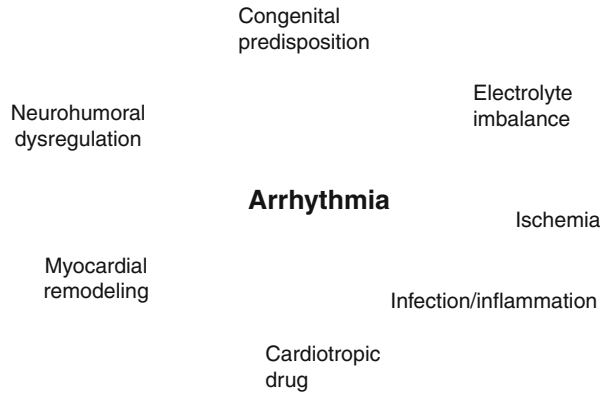 Congenital
predisposition
Electrolyte
imbalance
Neurohumoral
dysregulation
Arrhythmia
Ischemia
Myocardial
remodeling
Infection/inflammation
Cardiotropic
drug